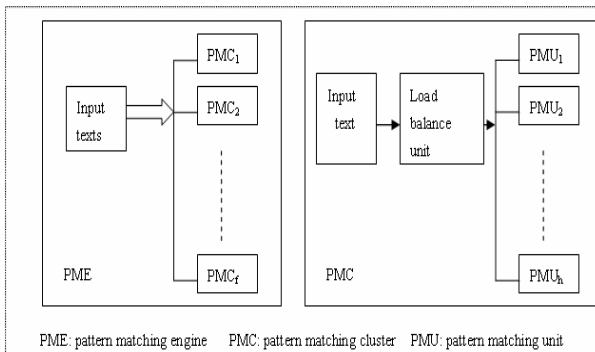 PMC1
Input
texts
PMC2
PMCf
PME
PMU1
Input
text
Load
balance
unit
PMU2
PMUh
PMC
PME: pattern matching engine PMC: pattern matching cluster PMU: pattern matching unit